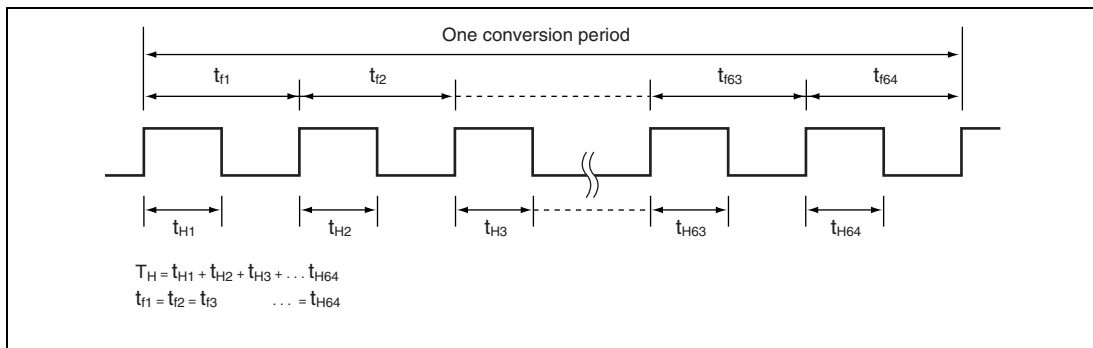 One conversion period
tf1 tf2 tf63 tf64
tH1 tH2 tH3 tH63 tH64
TH = tH1 + tH2 + tH3 + . . . tH64
tf1 = tf2 = tf3 . . . = tH64